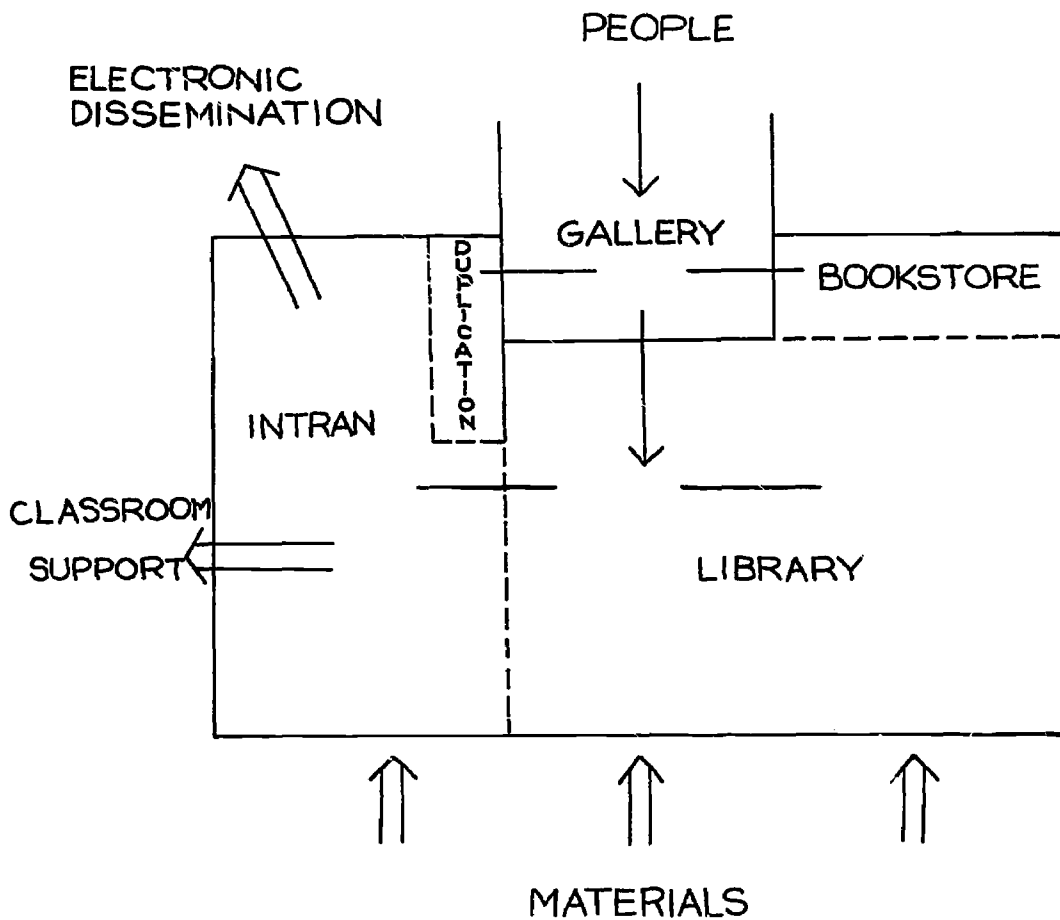 PEOPLE
ELECTRONIC
DISSEMINATION
GALLERY
DUPLICATION
BOOKSTORE
INTRAN
CLASSROOM
SUPPORT
LIBRARY
MATERIALS